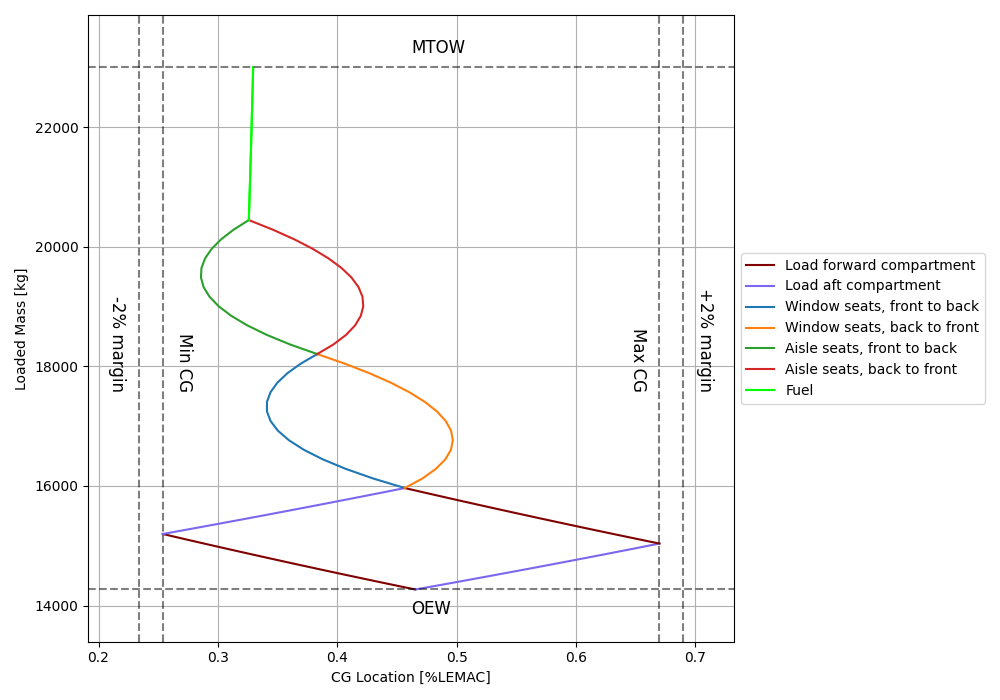 MTOW
22000
20000
18000
16000
14000
Loaded Mass [kg]
-2% margin
Min CG
Max CG
+2% margin
OEW
0.2
0.3
0.4
0.5
0.6
0.7
CG Location [%LEMAC]
Load forward compartment
Load aft compartment
Window seats, front to back
Window seats, back to front
Aisle seats, front to back
Aisle seats, back to front
Fuel